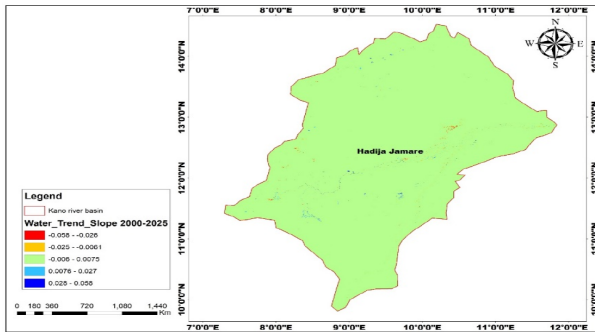 7°0'0"E 8°0'0"E 9°0'0"E 10°0'0"E 11°0'0"E 12°0'0"E
N
W E
S
14°0'0"N
13°0'0"N
12°0'0"N
11°0'0"N
10°0'0"N
Hadija Jamare
Legend
Kano river basin
Water_Trend_Slope 2000-2025
-0.058 - -0.026
-0.025 - -0.0061
-0.006 - 0.0075
0.0076 - 0.027
0.028 - 0.058
0 180 360 720 1,080 1,440
Km
7°0'0"E 8°0'0"E 9°0'0"E 10°0'0"E 11°0'0"E 12°0'0"E